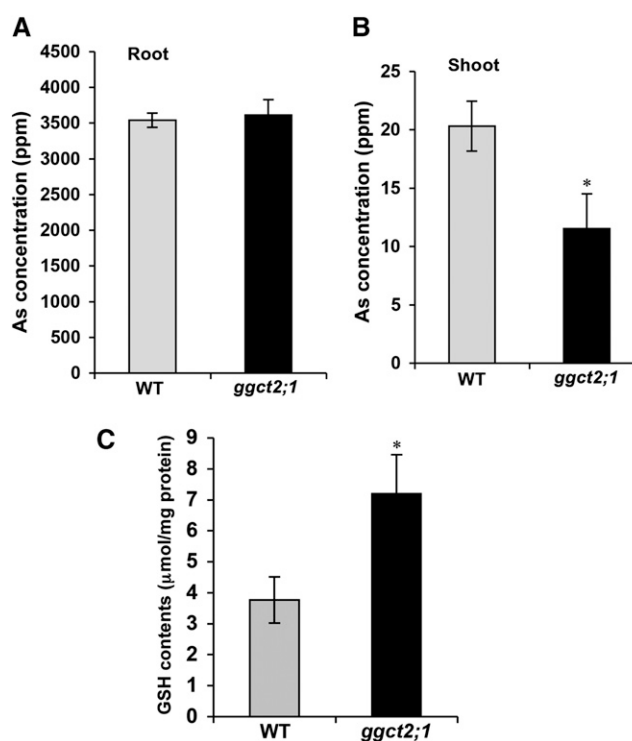 A
Root
As concentration (ppm)
4500
4000
3500
3000
2500
2000
1500
1000
500
0
WT
ggct2;1
B
Shoot
As concentration (ppm)
25
20
15
10
5
0
*
WT
ggct2;1
C
GSH contents (μmol/mg protein)
9
8
7
6
5
4
3
2
1
0
*
WT
ggct2;1